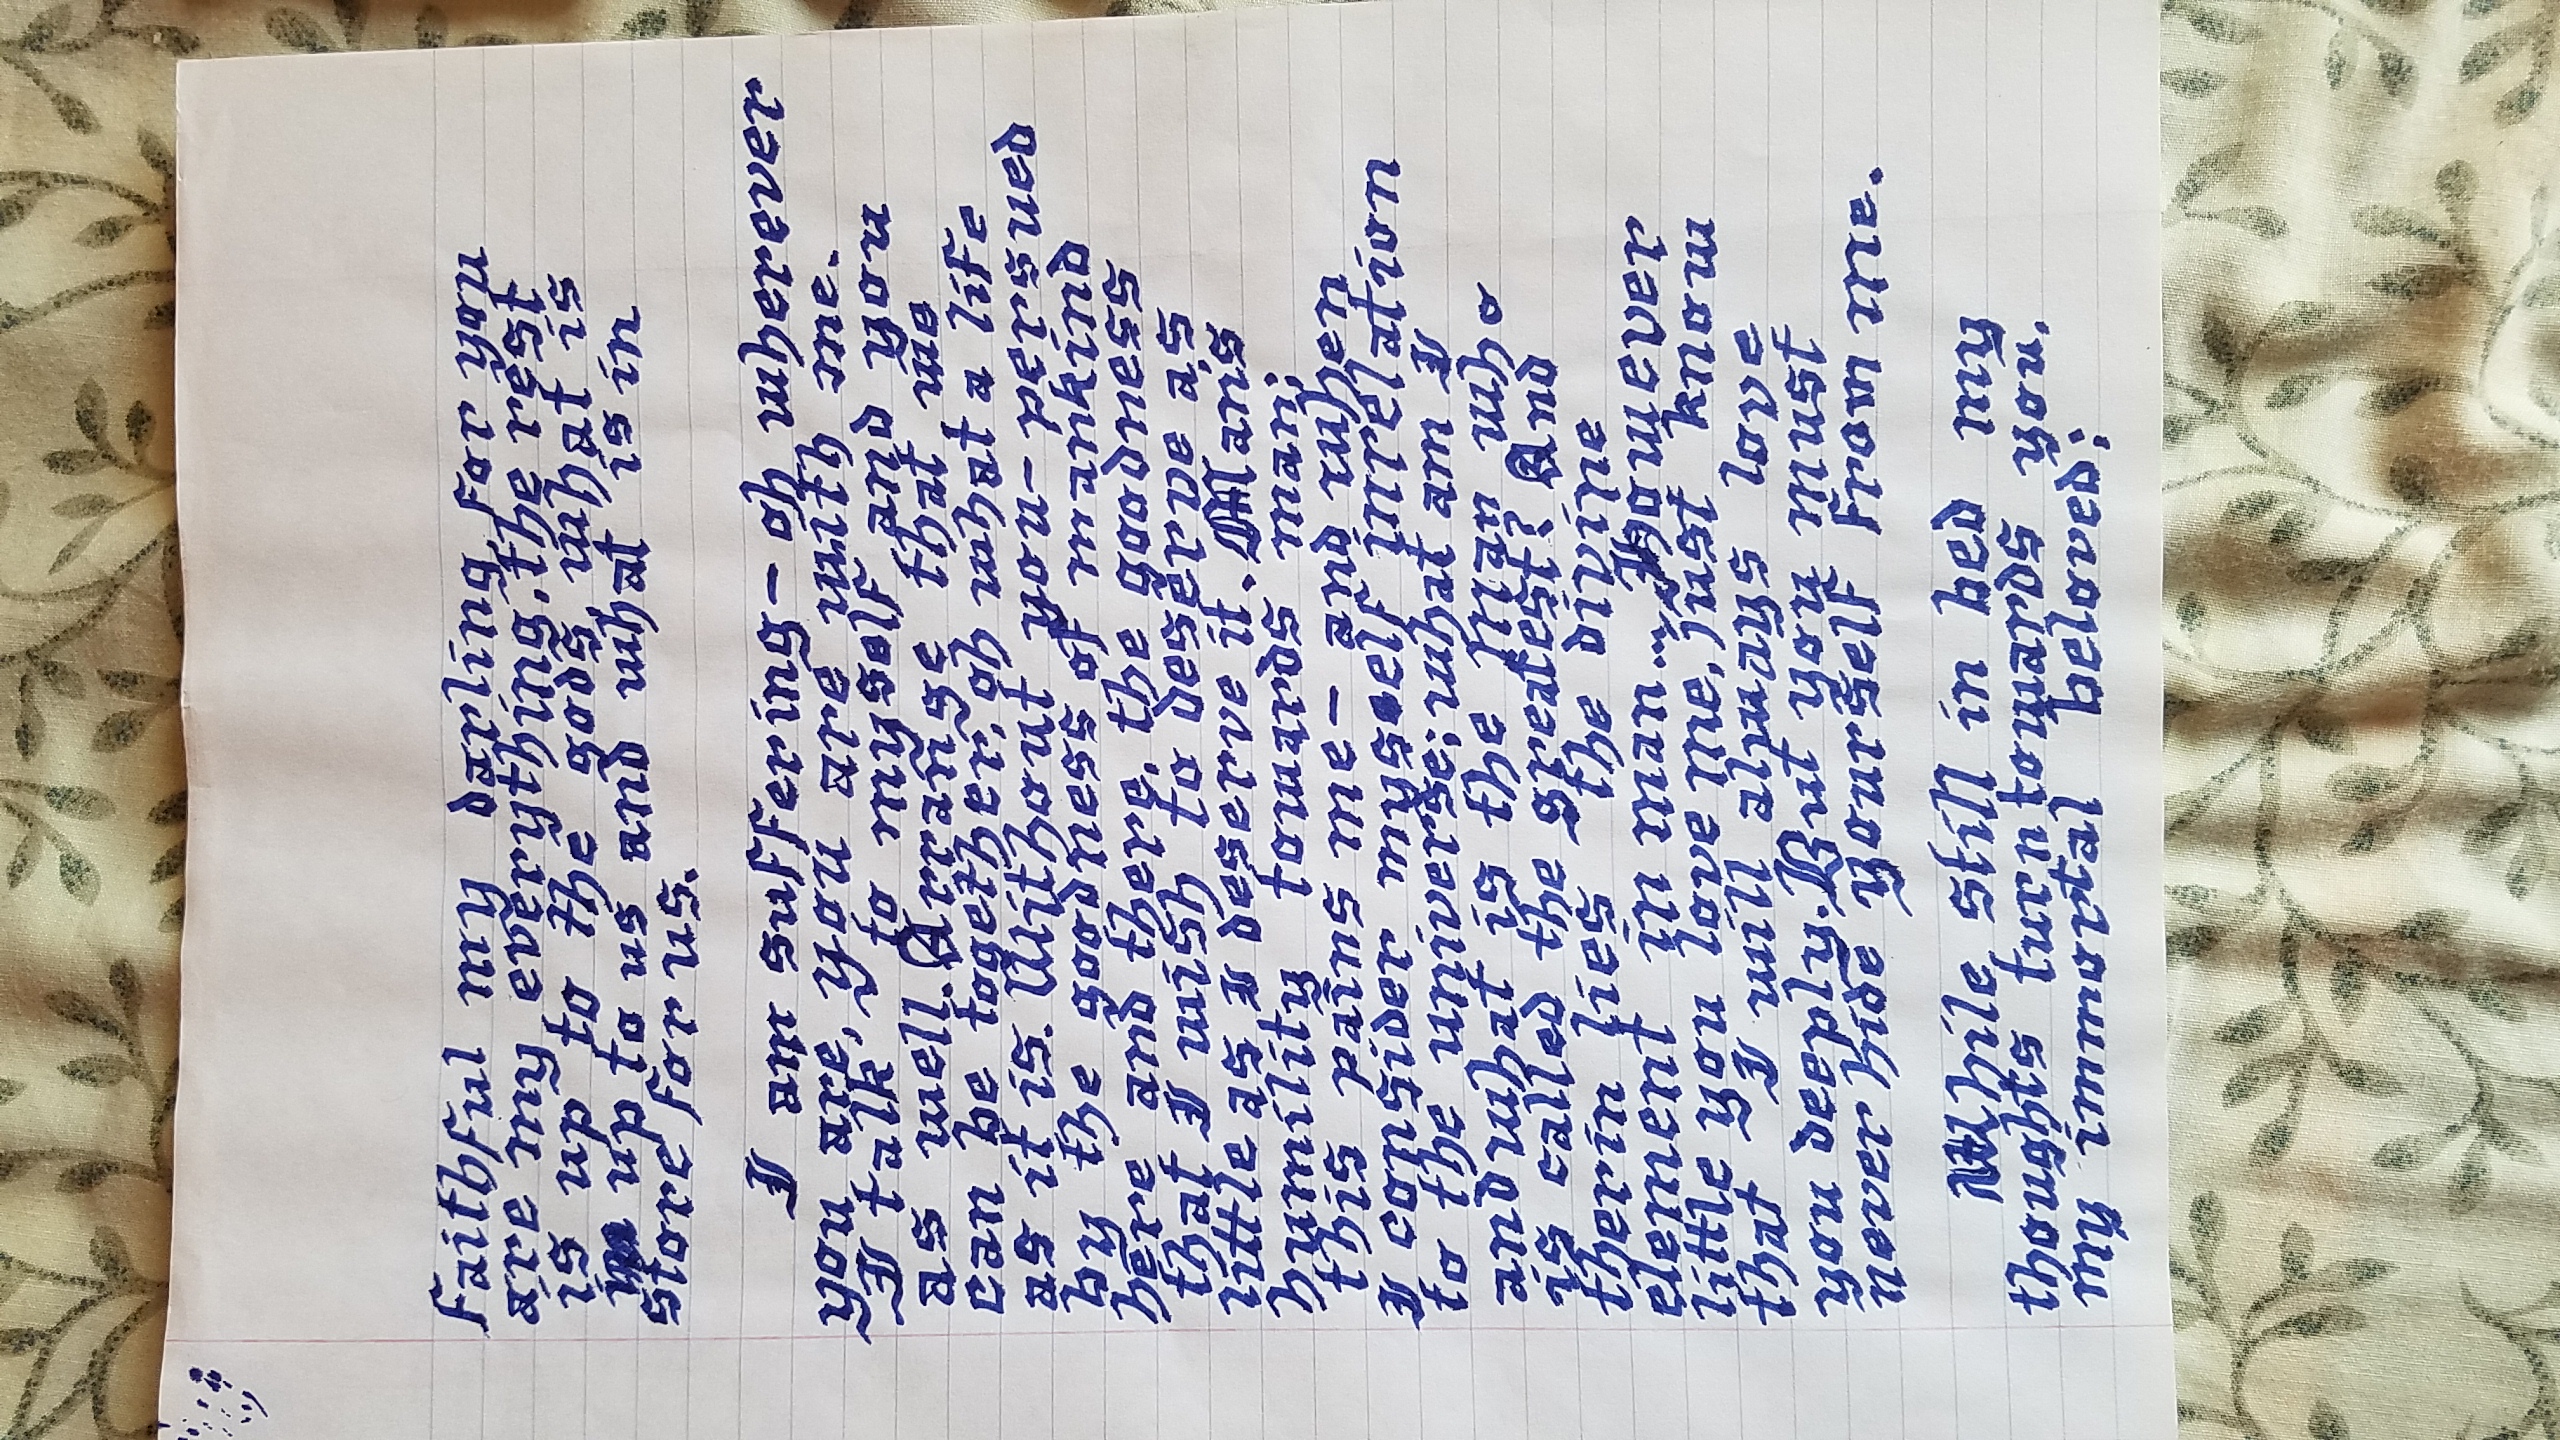 Faithful my darling, for you
are my everything, the rest
is up to the gods, what is
up to us and what is in
store for us.
I am suffering- oh wherever
you are, you are with me.
I talk to myself and you
as well. Arrange that we
can be together, oh what a life
as it is. Without you- persued
by the goodness of mankind
here and there, the goodness
that I wish to deserve as
little as I deserve it. Man's
humility towards man;
this pains me- and when
I consider myself in relation
to the universe; what am I
and what is the Man who
is called the greatest? And
therin lies the divine
element in man... However
little you love me, just know
that I will always love
you deeply. But you must
never hide yourself from me.
While still in bed my
thoughts turn towards you,
my immortal beloved;